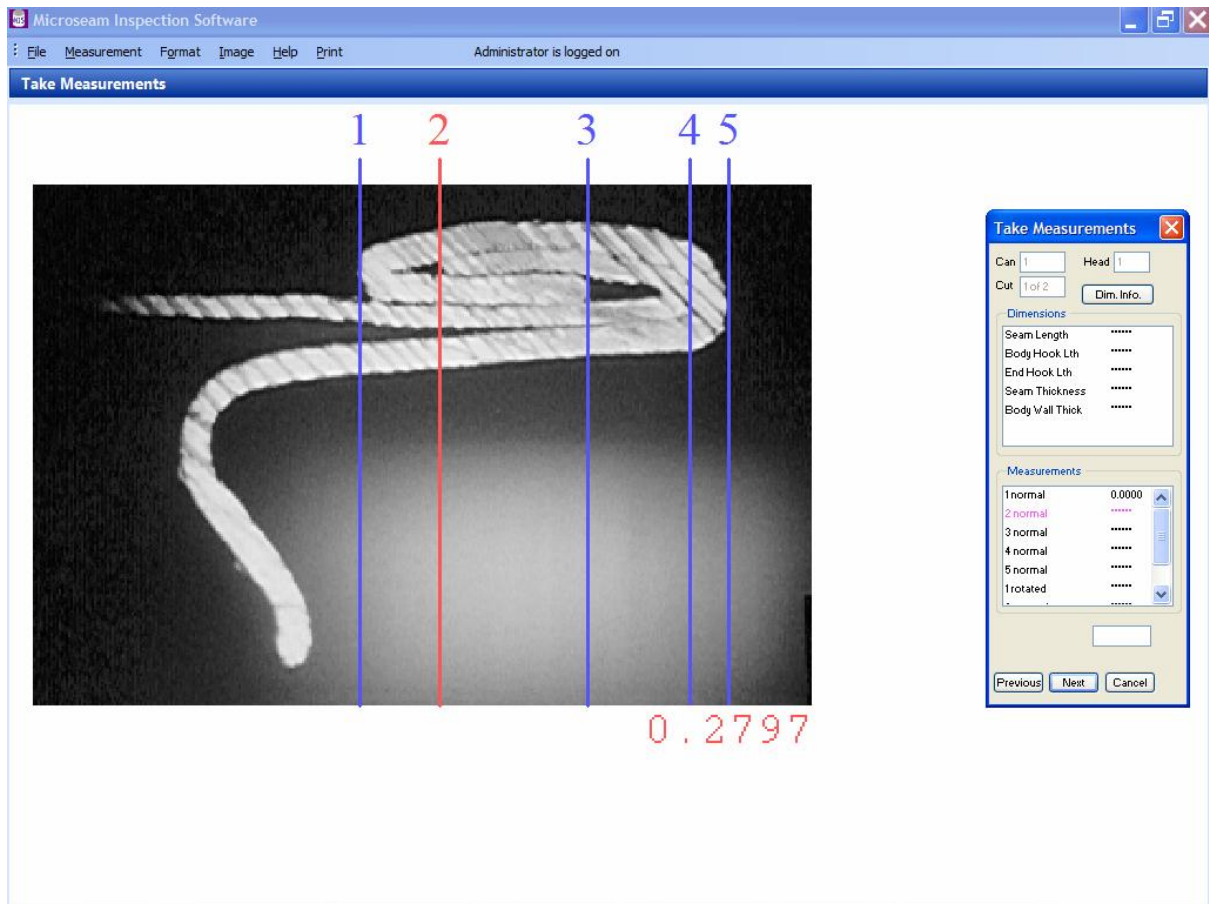 MIS Microseam Inspection Software
File Measurement Format Image Help Print Administrator is logged on
Take Measurements
1 2 3 4 5
0.2797
Take Measurements
Can 1 Head 1
Cut 1 of 2 Dim. Info.
Dimensions
Seam Length ······
Body Hook Lth ······
End Hook Lth ······
Seam Thickness ······
Body Wall Thick ······
Measurements
1 normal 0.0000
2 normal ······
3 normal ······
4 normal ······
5 normal ······
1 rotated ······
Previous Next Cancel